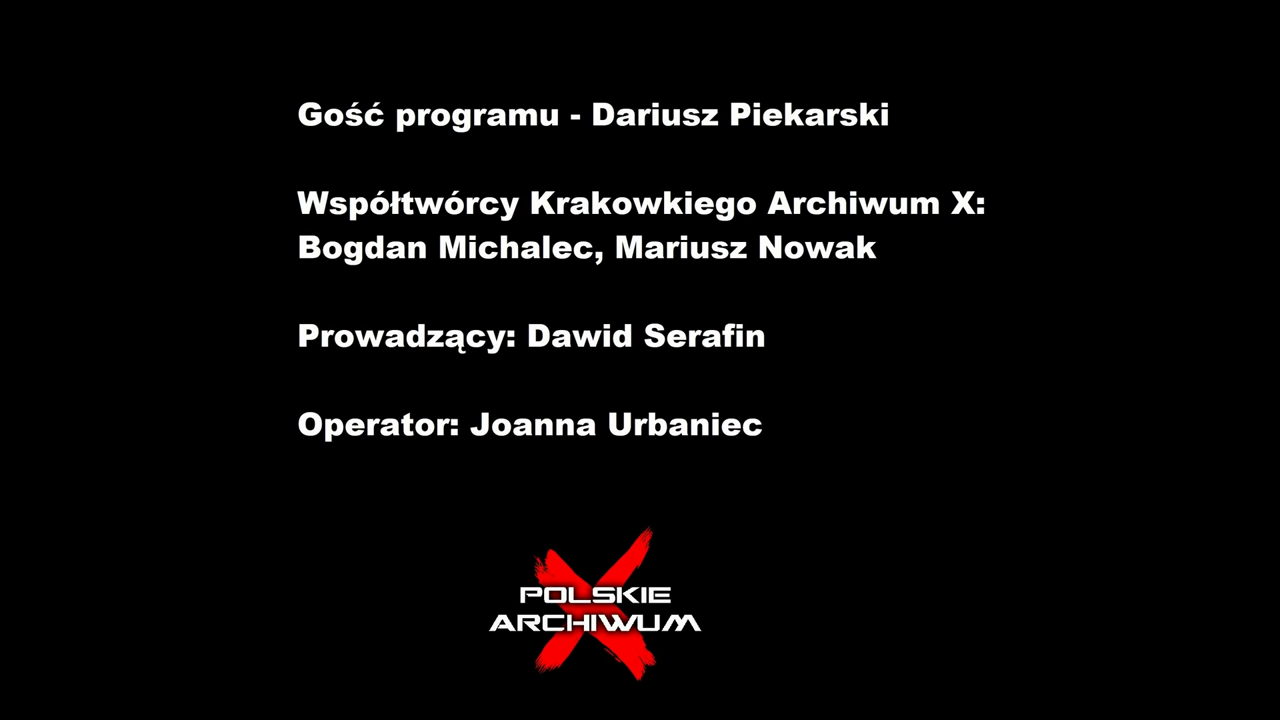 Gość programu - Dariusz Piekarski
Współtwórcy Krakowkiego Archiwum X:
Bogdan Michalec, Mariusz Nowak
Prowadzący: Dawid Serafin
Operator: Joanna Urbaniec
POLSKIE
ARCHIWUM
X